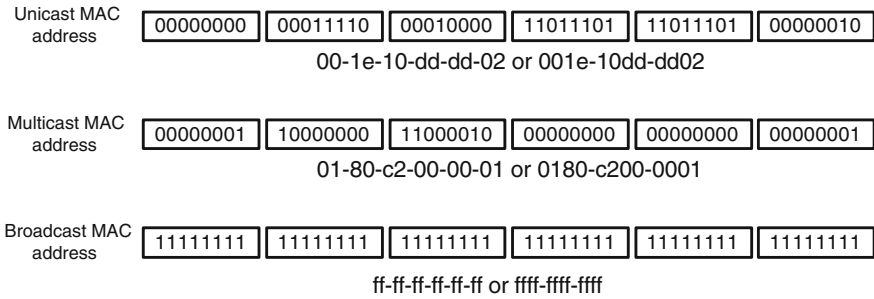 Unicast MAC address 00000000 00011110 00010000 11011101 11011101 00000010
00-1e-10-dd-dd-02 or 001e-10dd-dd02
Multicast MAC address 00000001 10000000 11000010 00000000 00000000 00000001
01-80-c2-00-00-01 or 0180-c200-0001
Broadcast MAC address 11111111 11111111 11111111 11111111 11111111 11111111
ff-ff-ff-ff-ff-ff or ffff-ffff-ffff